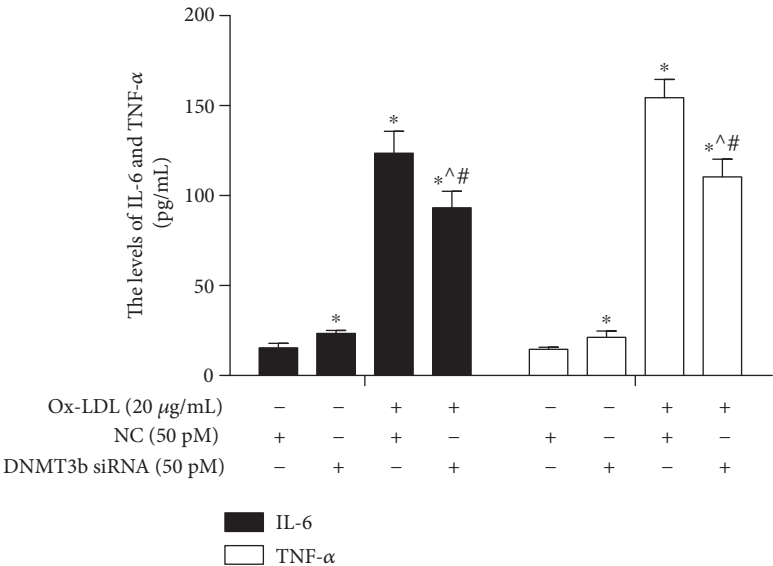 The levels of IL-6 and TNF-α
(pg/mL)
200
150
100
50
0
*
*
*^#
*
*
*
*^#
Ox-LDL (20 μg/mL) − − + + − − + +
NC (50 pM) + − + − + − + −
DNMT3b siRNA (50 pM) − + − + − + − +
IL-6
TNF-α